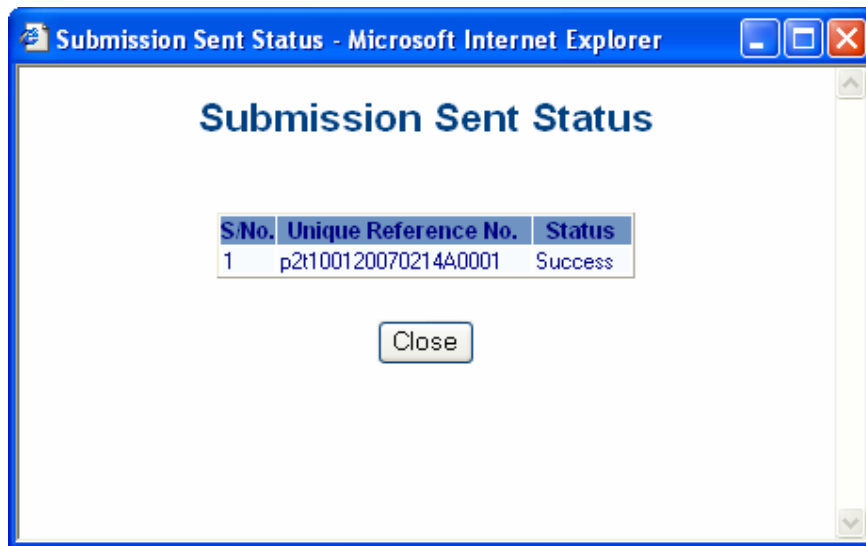 Submission Sent Status - Microsoft Internet Explorer
Submission Sent Status
S/No. Unique Reference No. Status
1 p2t100120070214A0001 Success
Close